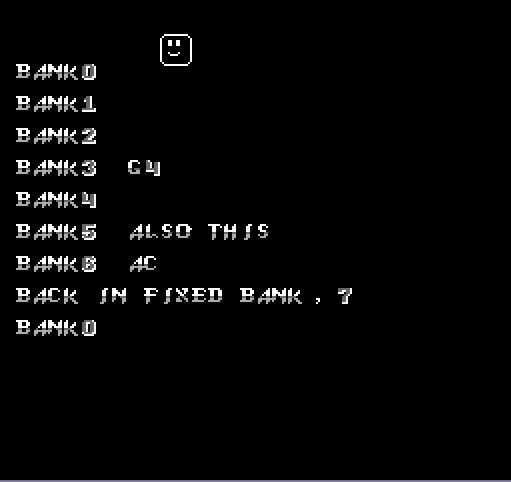 BANK0
BANK1
BANK2
BANK3 G4
BANK4
BANK5 ALSO THIS
BANK6 AC
BACK IN FIXED BANK, 7
BANK0